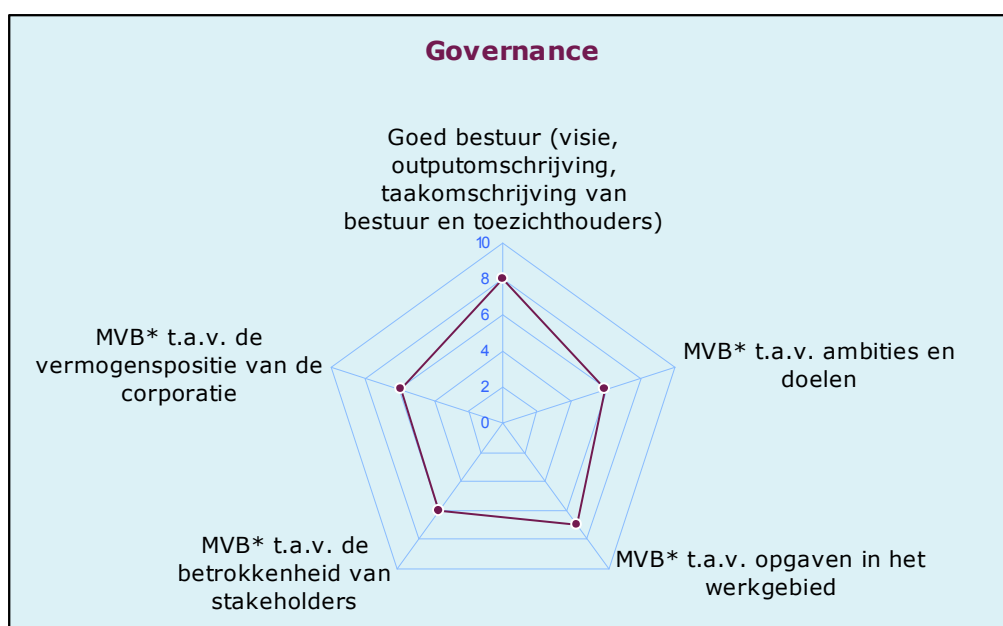 Governance
Goed bestuur (visie,
outputomschrijving,
taakomschrijving van
bestuur en toezichthouders)
10
8
6
4
2
0
MVB* t.a.v. ambities en
doelen
MVB* t.a.v. opgaven in het
werkgebied
MVB* t.a.v. de
betrokkenheid van
stakeholders
MVB* t.a.v. de
vermogenspositie van de
corporatie